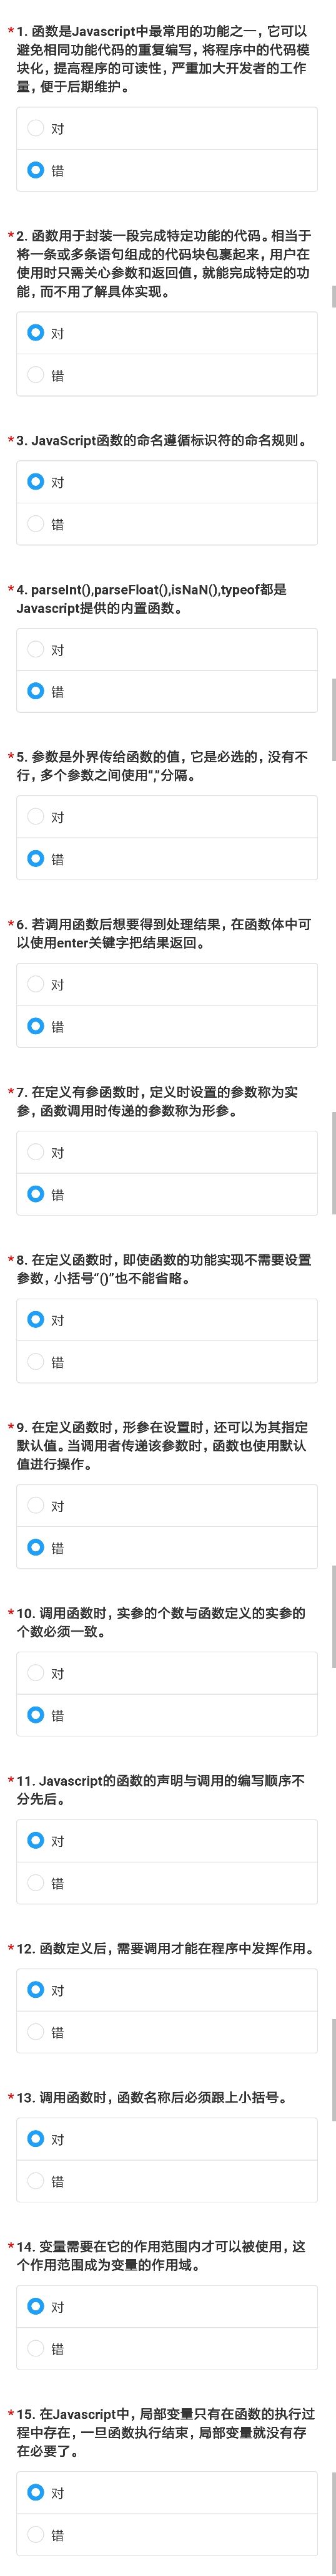 *1. 函数是Javascript中最常用的功能之一，它可以
避免相同功能代码的重复编写，将程序中的代码模
块化，提高程序的可读性，严重加大开发者的工作
量，便于后期维护。
对
错
*2. 函数用于封装一段完成特定功能的代码。相当于
将一条或多条语句组成的代码块包裹起来，用户在
使用时只需关心参数和返回值，就能完成特定的功
能，而不用了解具体实现。
对
错
*3. JavaScript函数的命名遵循标识符的命名规则。
对
错
*4. parseInt(),parseFloat(),isNaN(),typeof都是
Javascript提供的内置函数。
对
错
*5. 参数是外界传给函数的值，它是必选的，没有不
行，多个参数之间使用“,”分隔。
对
错
*6. 若调用函数后想要得到处理结果，在函数体中可
以使用enter关键字把结果返回。
对
错
*7. 在定义有参函数时，定义时设置的参数称为实
参，函数调用时传递的参数称为形参。
对
错
*8. 在定义函数时，即使函数的功能实现不需要设置
参数，小括号“()”也不能省略。
对
错
*9. 在定义函数时，形参在设置时，还可以为其指定
默认值。当调用者传递该参数时，函数也使用默认
值进行操作。
对
错
*10. 调用函数时，实参的个数与函数定义的实参的
个数必须一致。
对
错
*11. Javascript的函数的声明与调用的编写顺序不
分先后。
对
错
*12. 函数定义后，需要调用才能在程序中发挥作用。
对
错
*13. 调用函数时，函数名称后必须跟上小括号。
对
错
*14. 变量需要在它的作用范围内才可以被使用，这
个作用范围成为变量的作用域。
对
错
*15. 在Javascript中，局部变量只有在函数的执行过
程中存在，一旦函数执行结束，局部变量就没有存
在必要了。
对
错